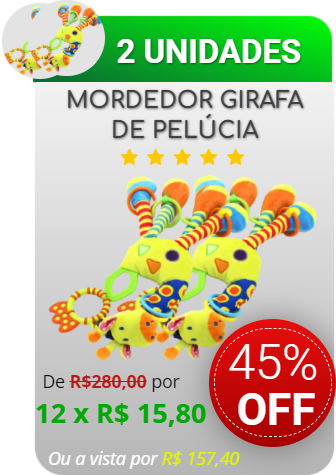 2 UNIDADES
MORDEDOR GIRAFA
DE PELÚCIA
45%
OFF
De R$280,00 por
12 x R$ 15,80
Ou a vista por R$ 157,40